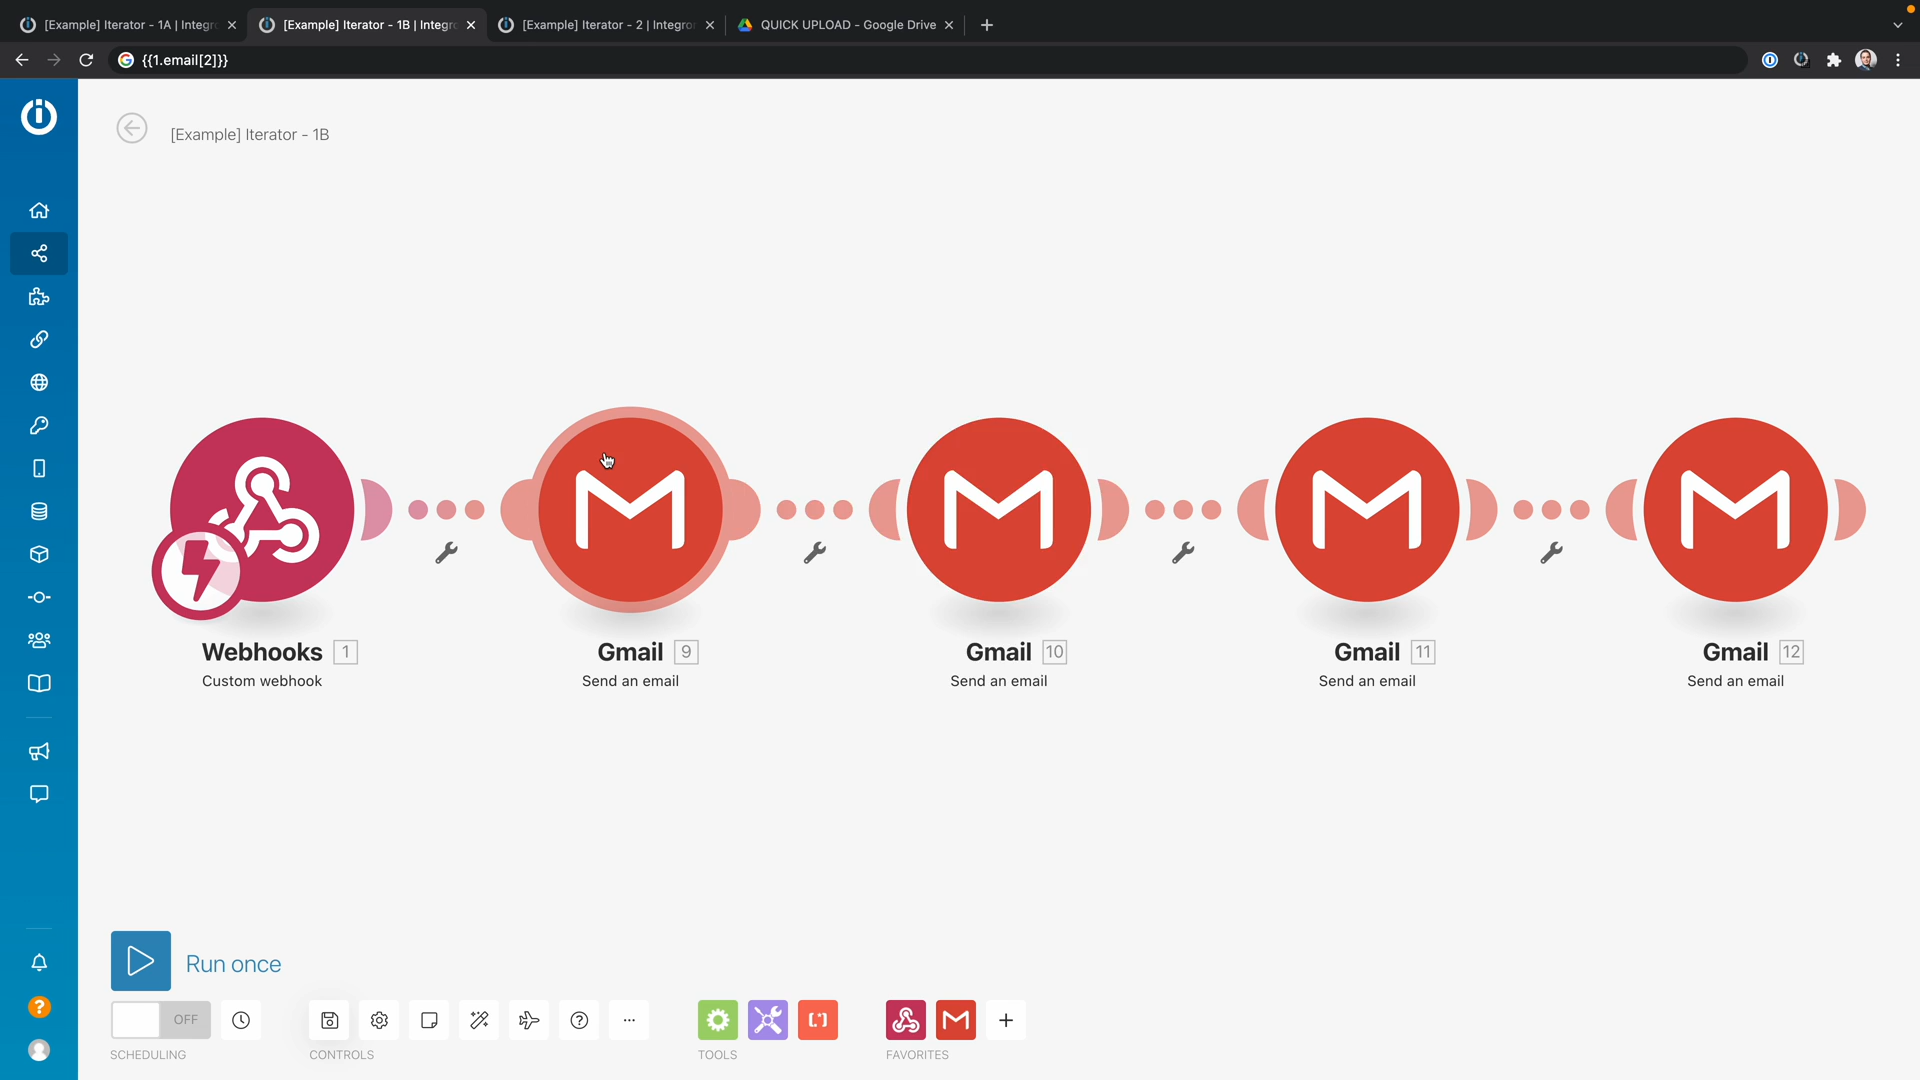 [Example] Iterator - 1A | Integro
[Example] Iterator - 1B | Integro
[Example] Iterator - 2 | Integro
QUICK UPLOAD - Google Drive
{{1.email[2]}}
[Example] Iterator - 1B
Webhooks 1
Custom webhook
Gmail 9
Send an email
Gmail 10
Send an email
Gmail 11
Send an email
Gmail 12
Send an email
Run once
OFF
SCHEDULING
CONTROLS
TOOLS
FAVORITES